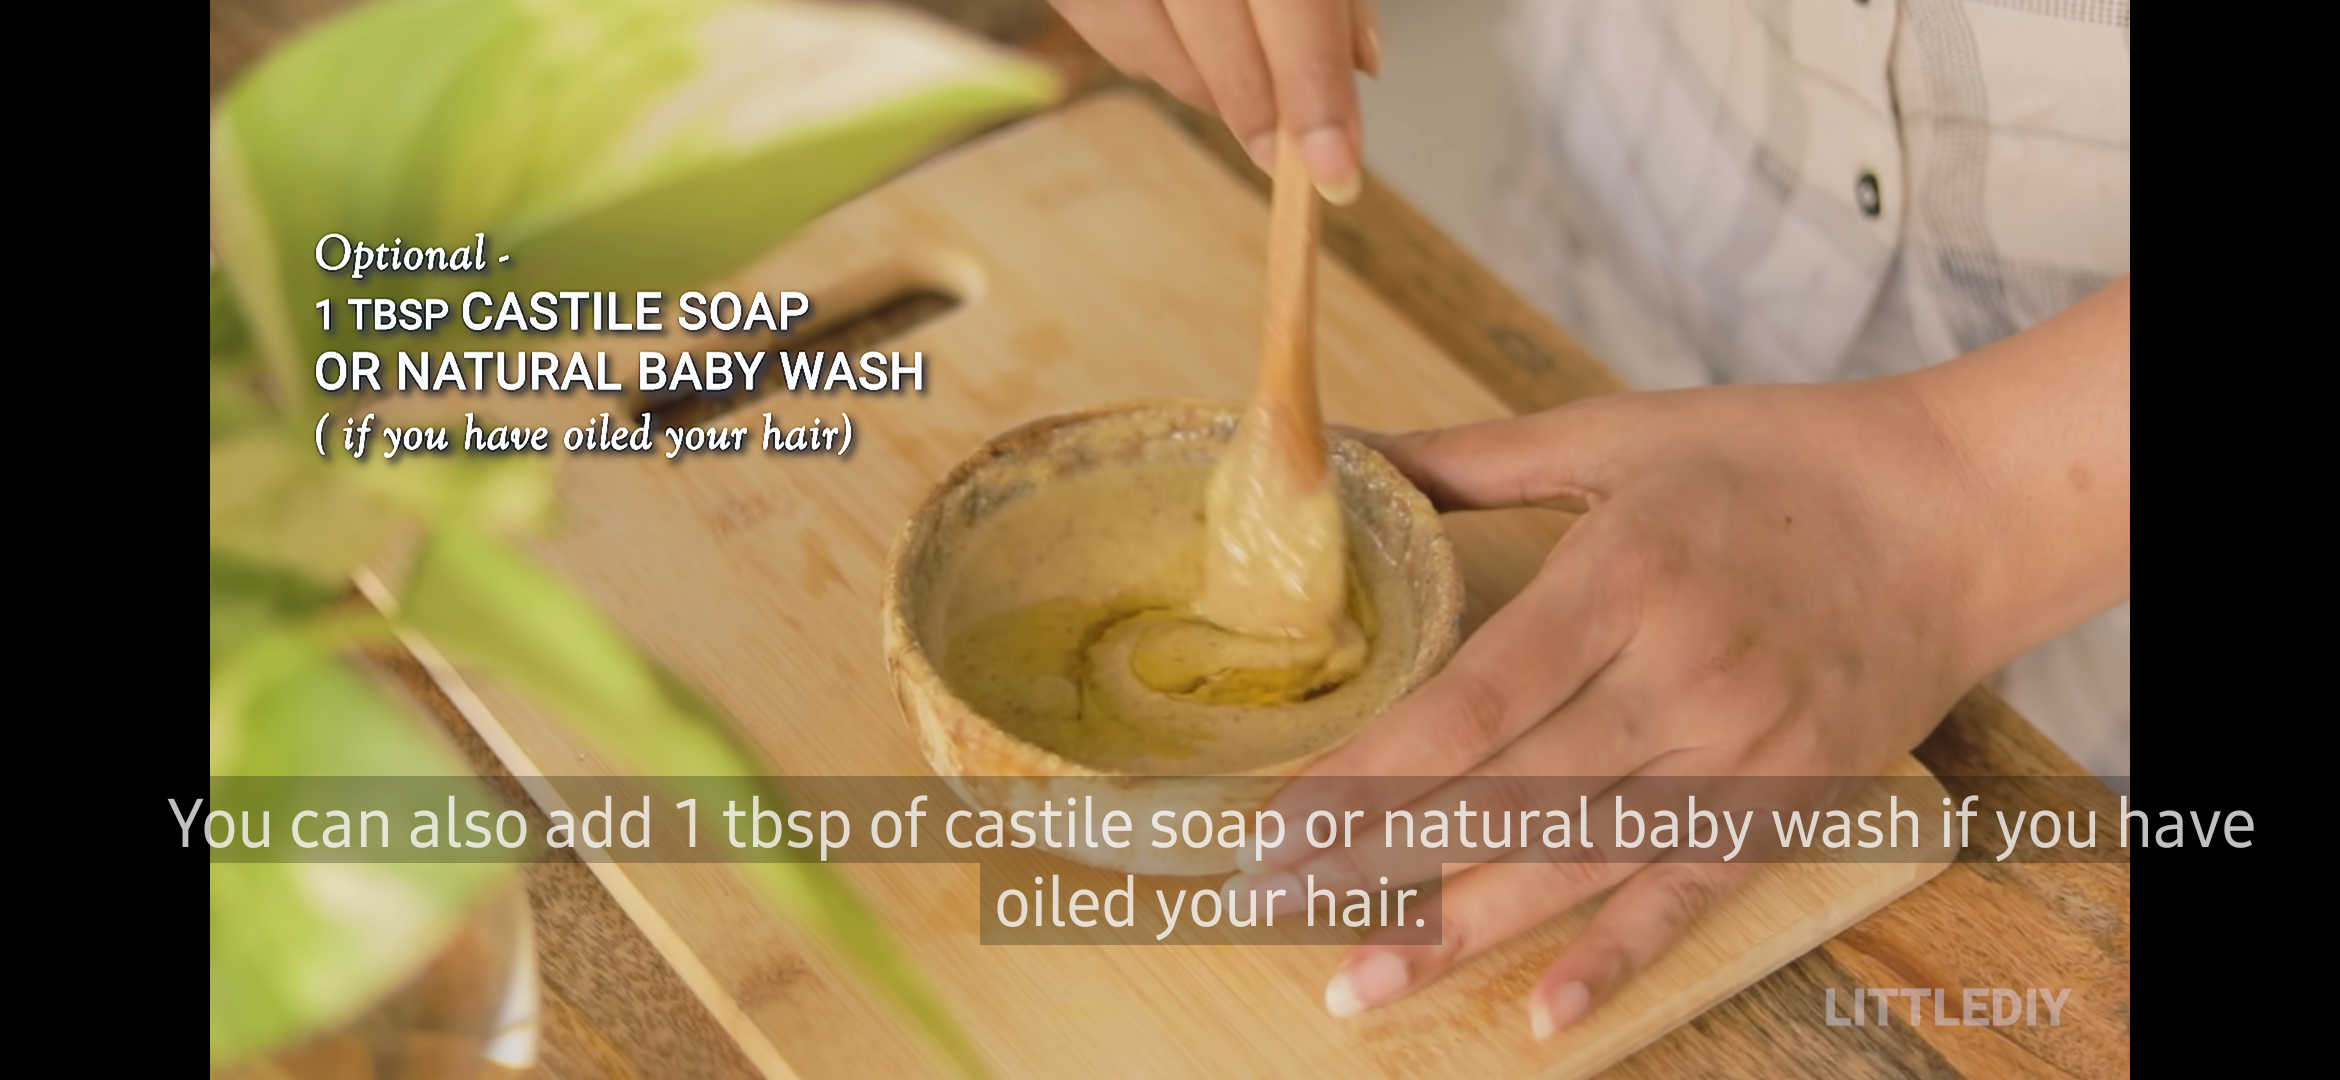 Optional -
1 TBSP CASTILE SOAP
OR NATURAL BABY WASH
( if you have oiled your hair)
You can also add 1 tbsp of castile soap or natural baby wash if you have
oiled your hair.
LITTLEDIY